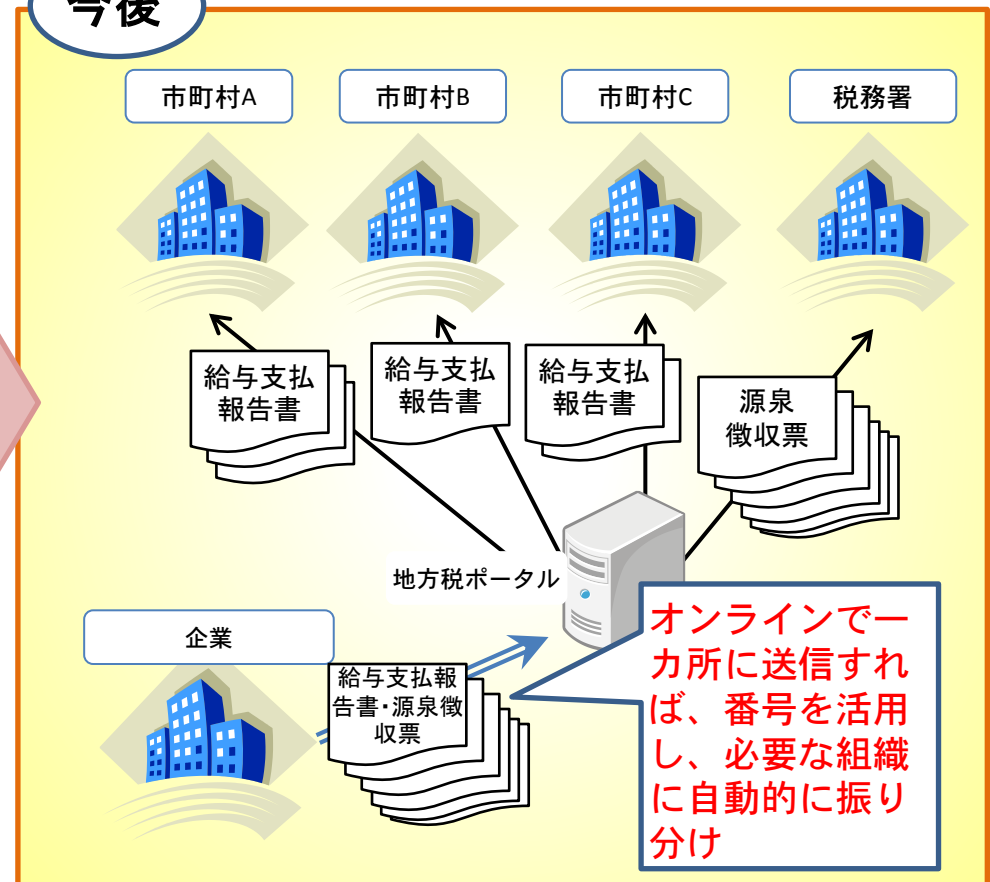 今後
市町村A
市町村B
市町村C
税務署
給与支払
報告書
給与支払
報告書
給与支払
報告書
源泉
徴収票
地方税ポータル
企業
給与支払報
告書・源泉徴
収票
オンラインで一
カ所に送信すれ
ば、番号を活用
し、必要な組織
に自動的に振り
分け